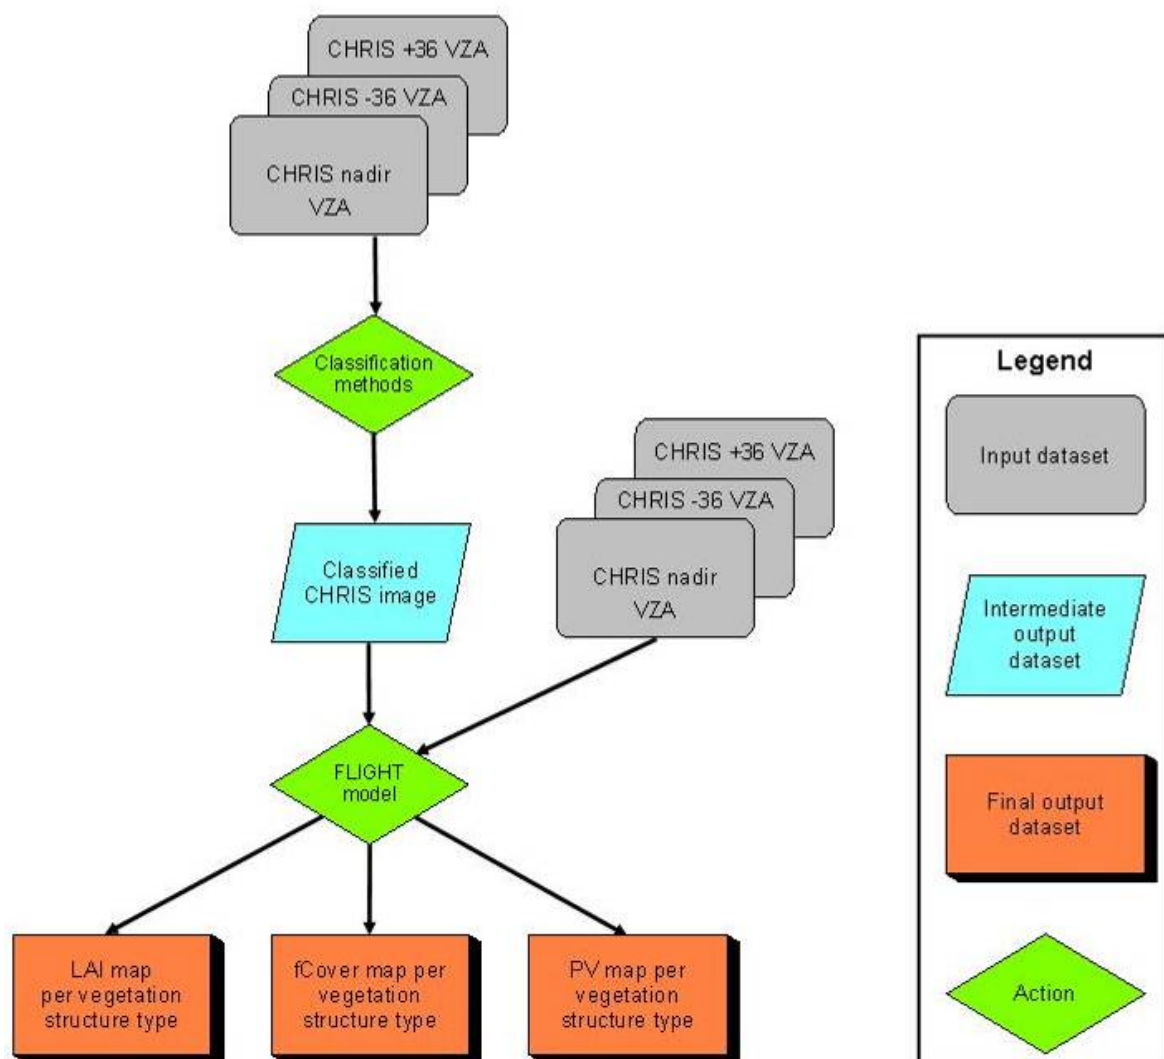 CHRIS +36 VZA
CHRIS -36 VZA
CHRIS nadir
VZA
Classification
methods
Classified
CHRIS image
CHRIS +36 VZA
CHRIS -36 VZA
CHRIS nadir
VZA
FLIGHT
model
LAI map
per vegetation
structure type
fCover map per
vegetation
structure type
PV map per
vegetation
structure type
Legend
Input dataset
Intermediate
output
dataset
Final output
dataset
Action